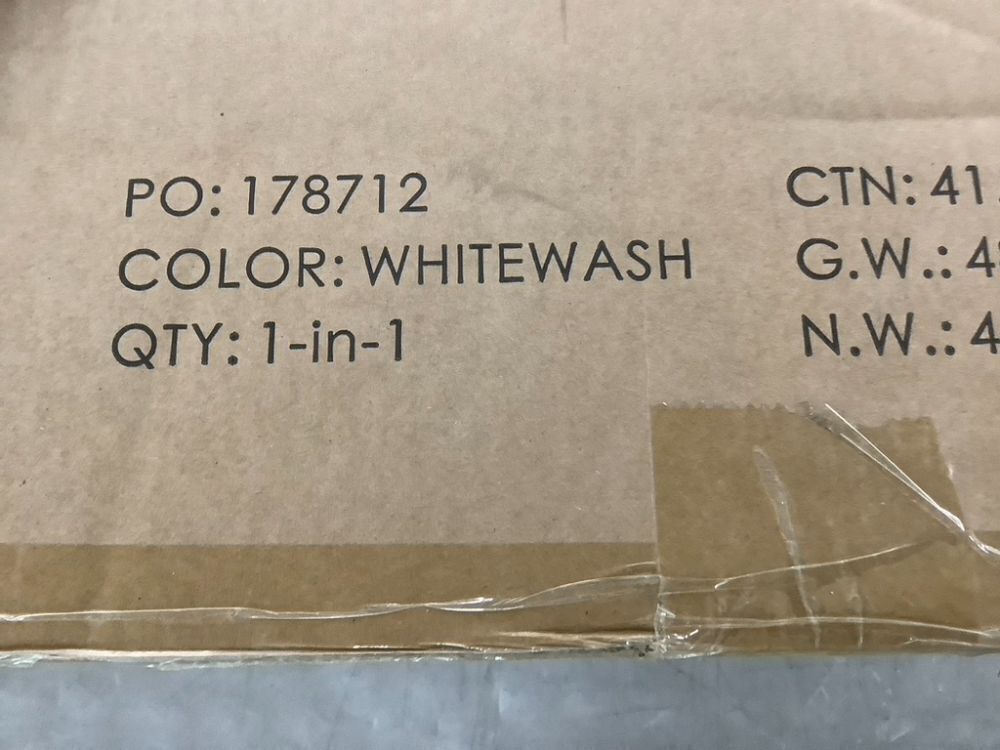 PO: 178712
COLOR: WHITEWASH
QTY: 1-in-1
CTN: 41
G.W.: 4
N.W.: 4